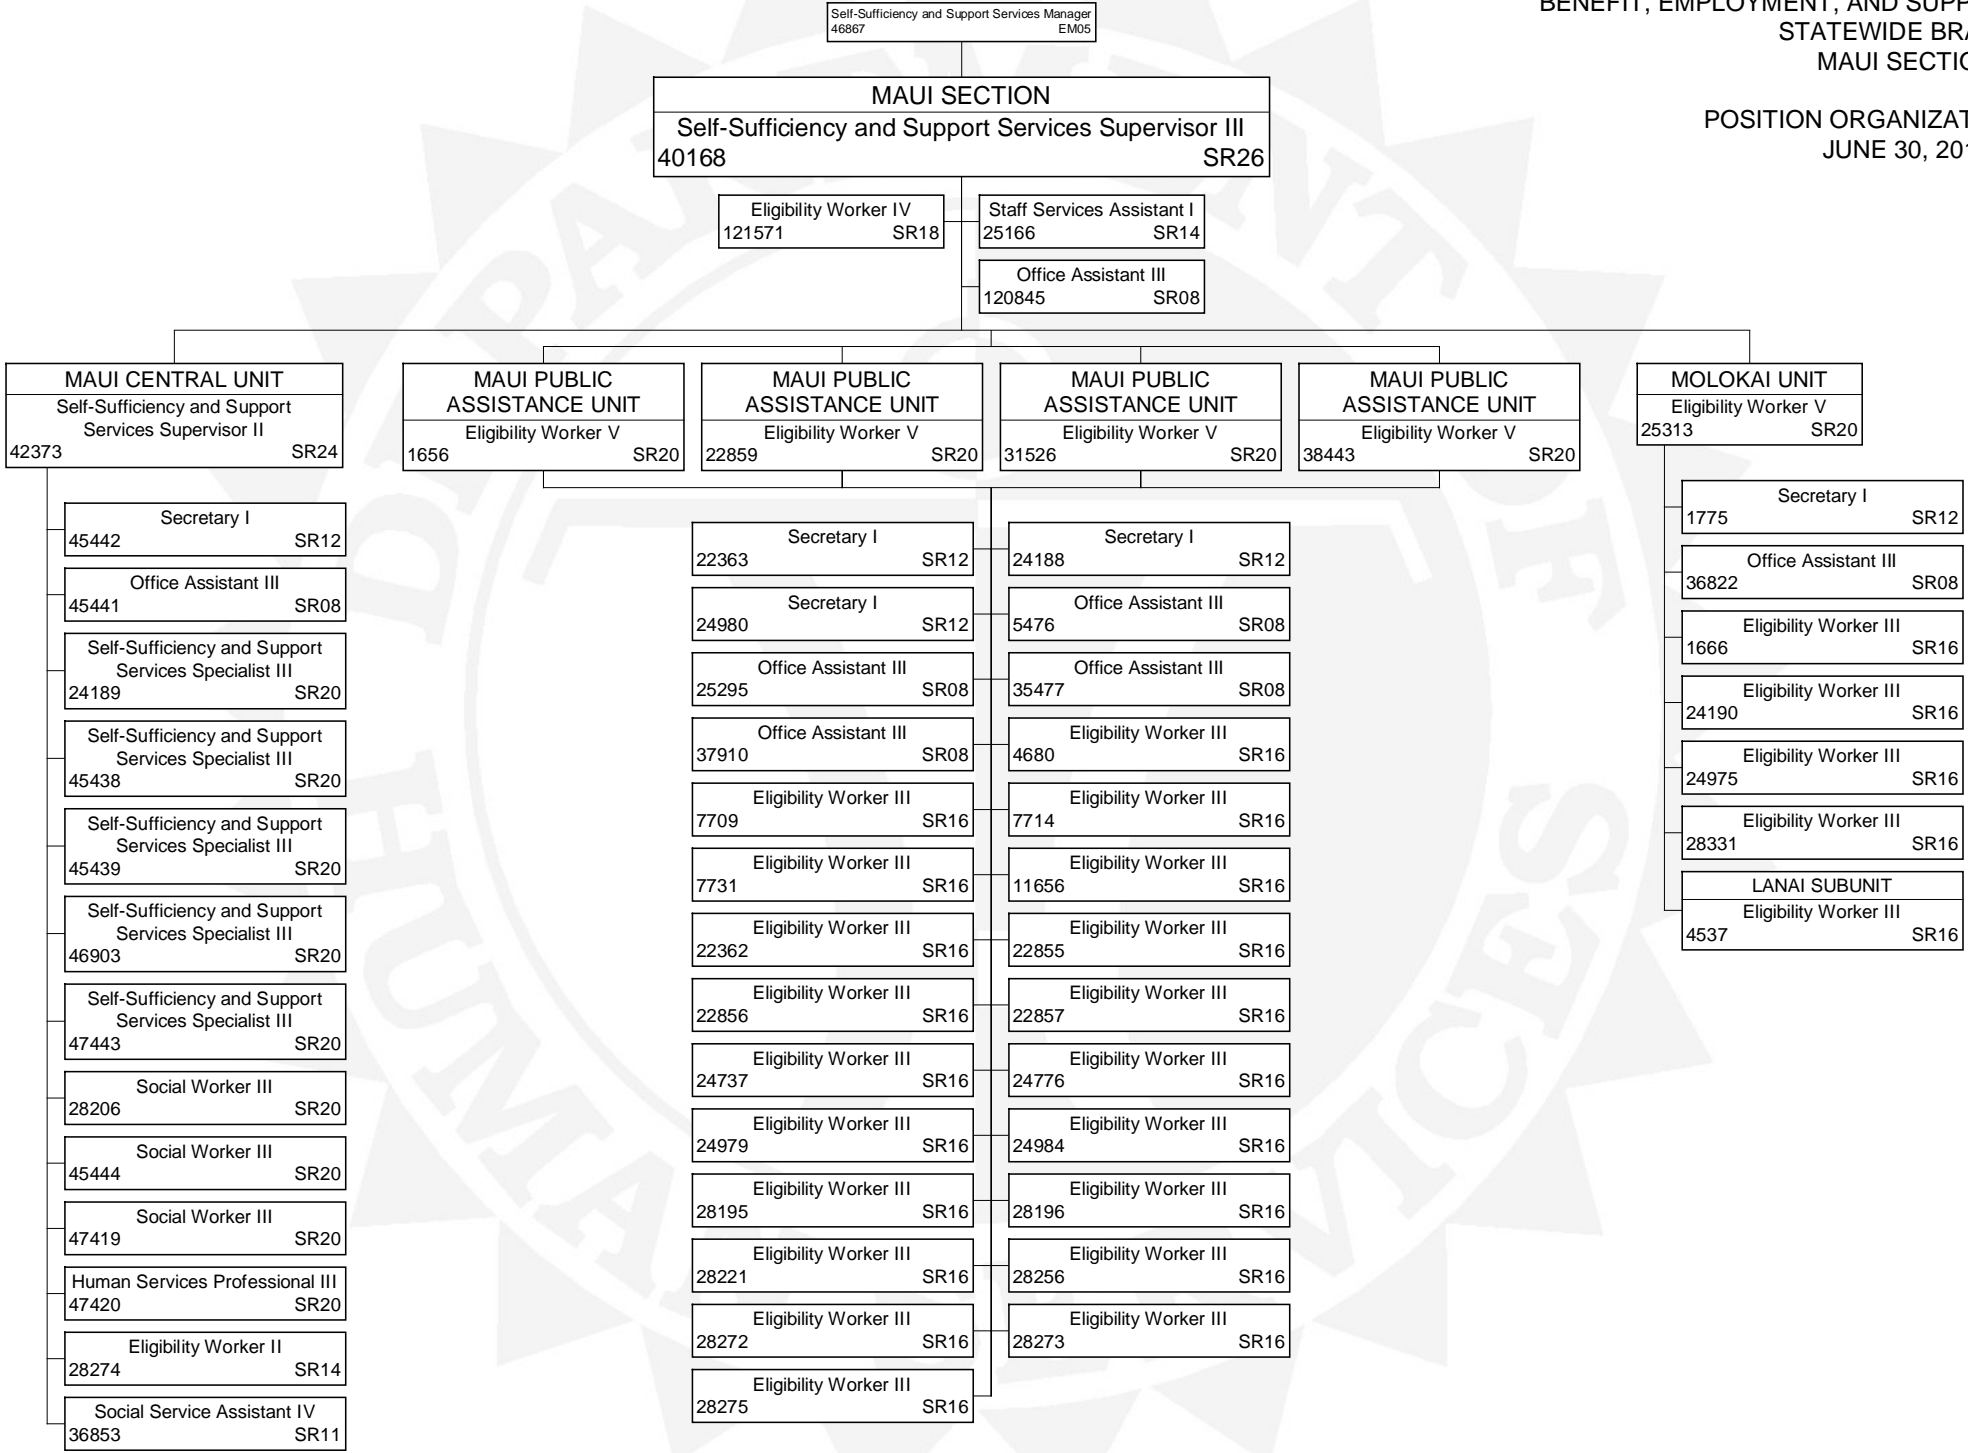 Self-Sufficiency and Support Services Manager
46867 EM05
BENEFIT, EMPLOYMENT, AND
STATEWIDE
MAUI
POSITION
JUNE 30,
MAUI SECTION
Self-Sufficiency and Support Services Supervisor III
40168 SR26
Eligibility Worker IV
121571 SR18
Staff Services Assistant I
25166 SR14
Office Assistant III
120845 SR08
MAUI CENTRAL UNIT
Self-Sufficiency and Support
Services Supervisor II
42373 SR24
Secretary I
45442 SR12
Office Assistant III
45441 SR08
Self-Sufficiency and Support
Services Specialist III
24189 SR20
Self-Sufficiency and Support
Services Specialist III
45438 SR20
Self-Sufficiency and Support
Services Specialist III
45439 SR20
Self-Sufficiency and Support
Services Specialist III
46903 SR20
Self-Sufficiency and Support
Services Specialist III
47443 SR20
Social Worker III
28206 SR20
Social Worker III
45444 SR20
Social Worker III
47419 SR20
Human Services Professional III
47420 SR20
Eligibility Worker II
28274 SR14
Social Service Assistant IV
36853 SR11
MAUI PUBLIC
ASSISTANCE UNIT
Eligibility Worker V
1656 SR20
MAUI PUBLIC
ASSISTANCE UNIT
Eligibility Worker V
22859 SR20
MAUI PUBLIC
ASSISTANCE UNIT
Eligibility Worker V
31526 SR20
MAUI PUBLIC
ASSISTANCE UNIT
Eligibility Worker V
38443 SR20
Secretary I
22363 SR12
Secretary I
24188 SR12
Secretary I
24980 SR12
Office Assistant III
5476 SR08
Office Assistant III
25295 SR08
Office Assistant III
35477 SR08
Office Assistant III
37910 SR08
Eligibility Worker III
4680 SR16
Eligibility Worker III
7709 SR16
Eligibility Worker III
7714 SR16
Eligibility Worker III
7731 SR16
Eligibility Worker III
11656 SR16
Eligibility Worker III
22362 SR16
Eligibility Worker III
22855 SR16
Eligibility Worker III
22856 SR16
Eligibility Worker III
22857 SR16
Eligibility Worker III
24737 SR16
Eligibility Worker III
24776 SR16
Eligibility Worker III
24979 SR16
Eligibility Worker III
24984 SR16
Eligibility Worker III
28195 SR16
Eligibility Worker III
28196 SR16
Eligibility Worker III
28221 SR16
Eligibility Worker III
28256 SR16
Eligibility Worker III
28272 SR16
Eligibility Worker III
28273 SR16
Eligibility Worker III
28275 SR16
MOLOKAI UNIT
Eligibility Worker V
25313 SR20
Secretary I
1775 SR12
Office Assistant III
36822 SR08
Eligibility Worker III
1666 SR16
Eligibility Worker III
24190 SR16
Eligibility Worker III
24975 SR16
Eligibility Worker III
28331 SR16
LANAI SUBUNIT
Eligibility Worker III
4537 SR16
DEPARTMENT OF
HUMAN SERVICES